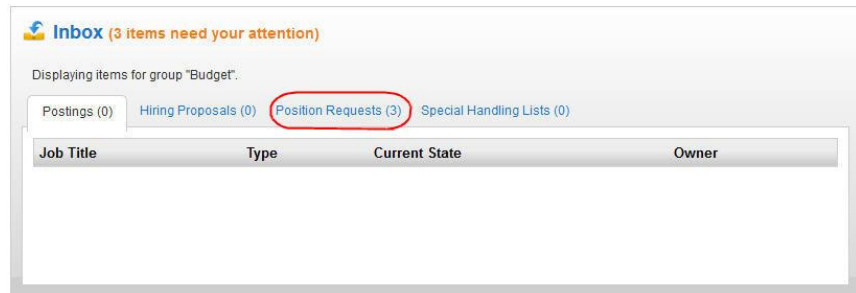 Inbox (3 items need your attention)
Displaying items for group "Budget".
Postings (0) Hiring Proposals (0) Position Requests (3) Special Handling Lists (0)
Job Title Type Current State Owner